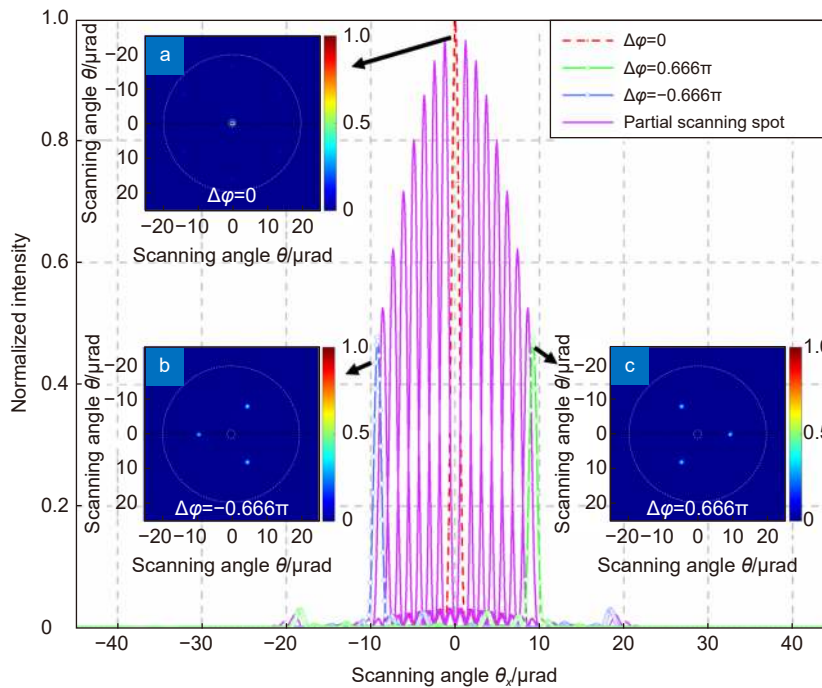 1.0
0.8
0.6
0.4
0.2
0
Normalized intensity
−40
−30
−20
−10
0
10
20
30
40
Scanning angle θx/μrad
Δφ=0
Δφ=0.666π
Δφ=−0.666π
Partial scanning spot
a
Scanning angle θ/μrad
−20
−10
0
10
20
Δφ=0
−20 −10 0 10 20
Scanning angle θ/μrad
1.0
0.5
0
b
Scanning angle θ/μrad
−20
−10
0
10
20
Δφ=−0.666π
−20 −10 0 10 20
Scanning angle θ/μrad
1.0
0.5
0
c
Scanning angle θ/μrad
−20
−10
0
10
20
Δφ=0.666π
−20 −10 0 10 20
Scanning angle θ/μrad
1.0
0.5
0